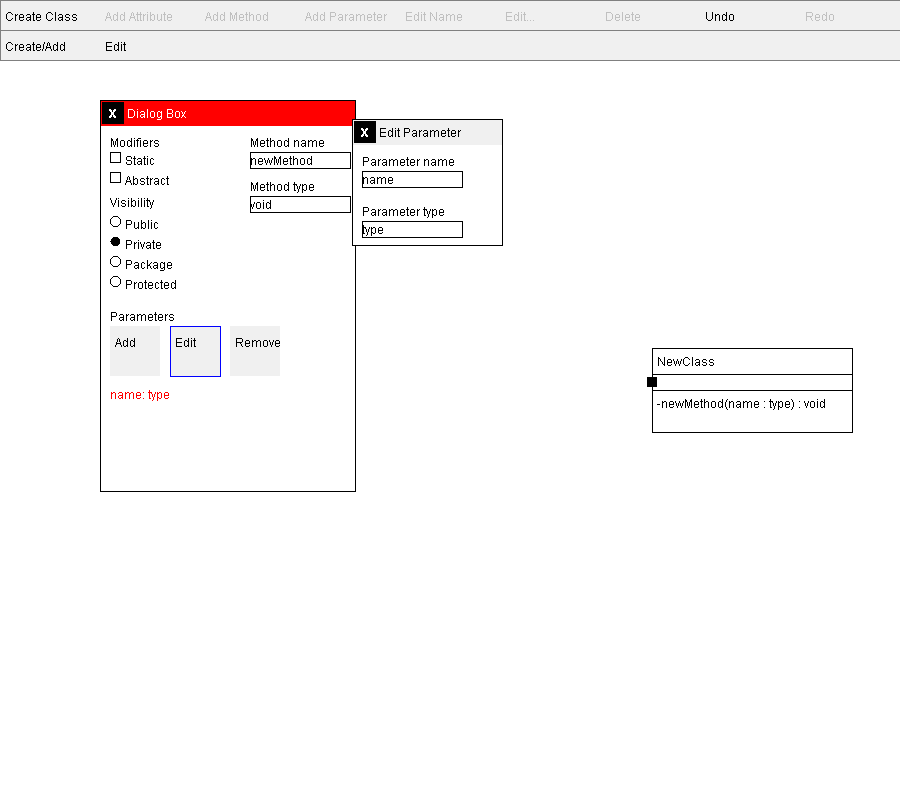 Create Class Add Attribute Add Method Add Parameter Edit Name Edit... Delete Undo Redo
Create/Add Edit
X Dialog Box
Modifiers
Static
Abstract
Visibility
Public
Private
Package
Protected
Method name
newMethod
Method type
void
Parameters
Add Edit Remove
name: type
X Edit Parameter
Parameter name
name
Parameter type
type
NewClass
-newMethod(name : type) : void